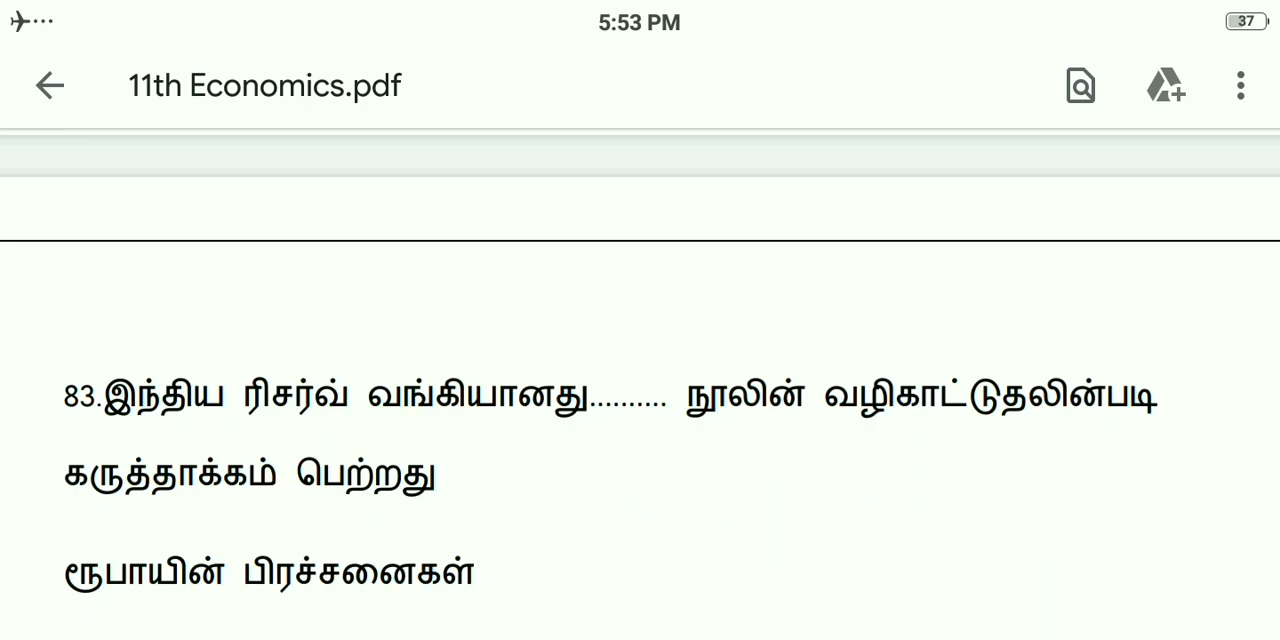 5:53 PM
37
11th Economics.pdf
83.இந்திய ரிசர்வ் வங்கியானது.......... நூலின் வழிகாட்டுதலின்படி
கருத்தாக்கம் பெற்றது
ரூபாயின் பிரச்சனைகள்